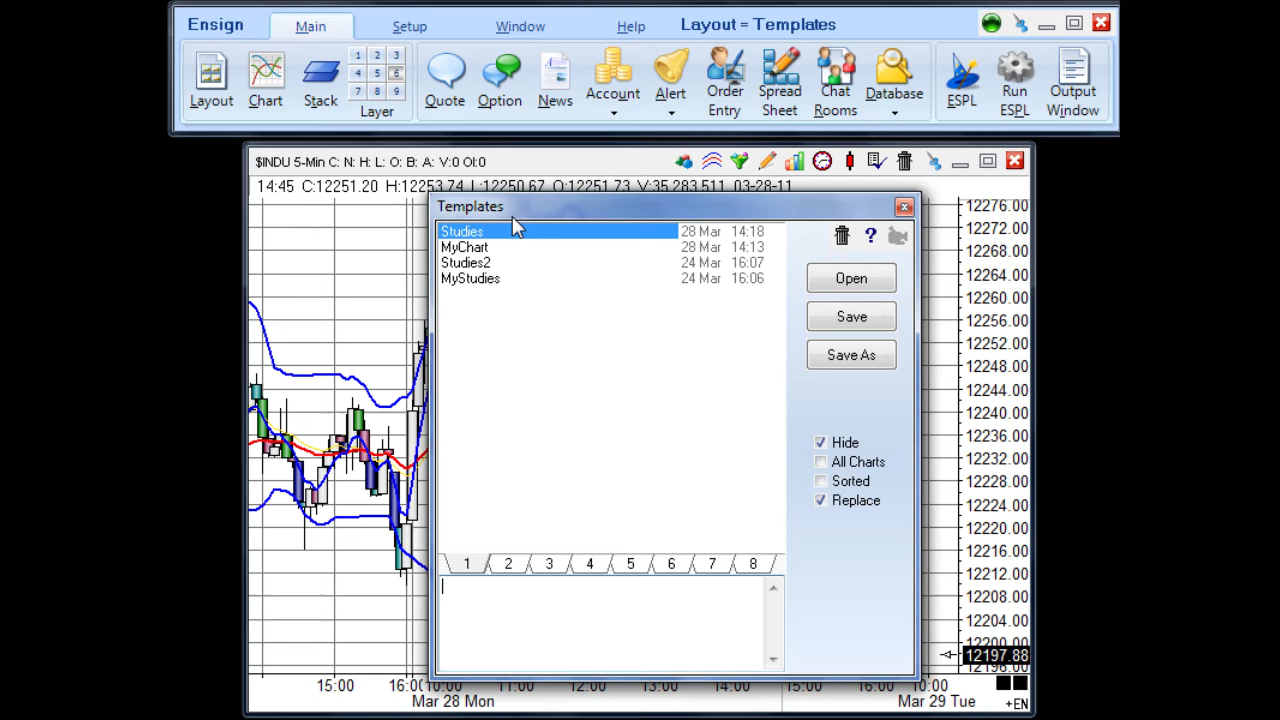 Ensign Main Setup Window Help Layout = Templates
1 2 3
4 5 6
7 8 9
Layout Chart Stack Layer Quote Option News Account Alert Order Entry Spread Sheet Chat Rooms Database ESPL Run ESPL Output Window
$INDU 5-Min C: N: H: L: O: B: A: V:0 OI:0
14:45 C:12251.20 H:12253.74 L:12250.67 O:12251.73 V:35,283,511 03-28-11
Templates
Studies 28 Mar 14:18
MyChart 28 Mar 14:13
Studies2 24 Mar 16:07
MyStudies 24 Mar 16:06
?
Open
Save
Save As
Hide
All Charts
Sorted
Replace
1 2 3 4 5 6 7 8
12276.00
12272.00
12268.00
12264.00
12260.00
12256.00
12252.00
12248.00
12244.00
12240.00
12236.00
12232.00
12228.00
12224.00
12220.00
12216.00
12212.00
12208.00
12204.00
12200.00
12197.88
12196.00
15:00 16:00 10:00 11:00 12:00 13:00 14:00 15:00 16:00 10:00
Mar 28 Mon Mar 29 Tue +EN